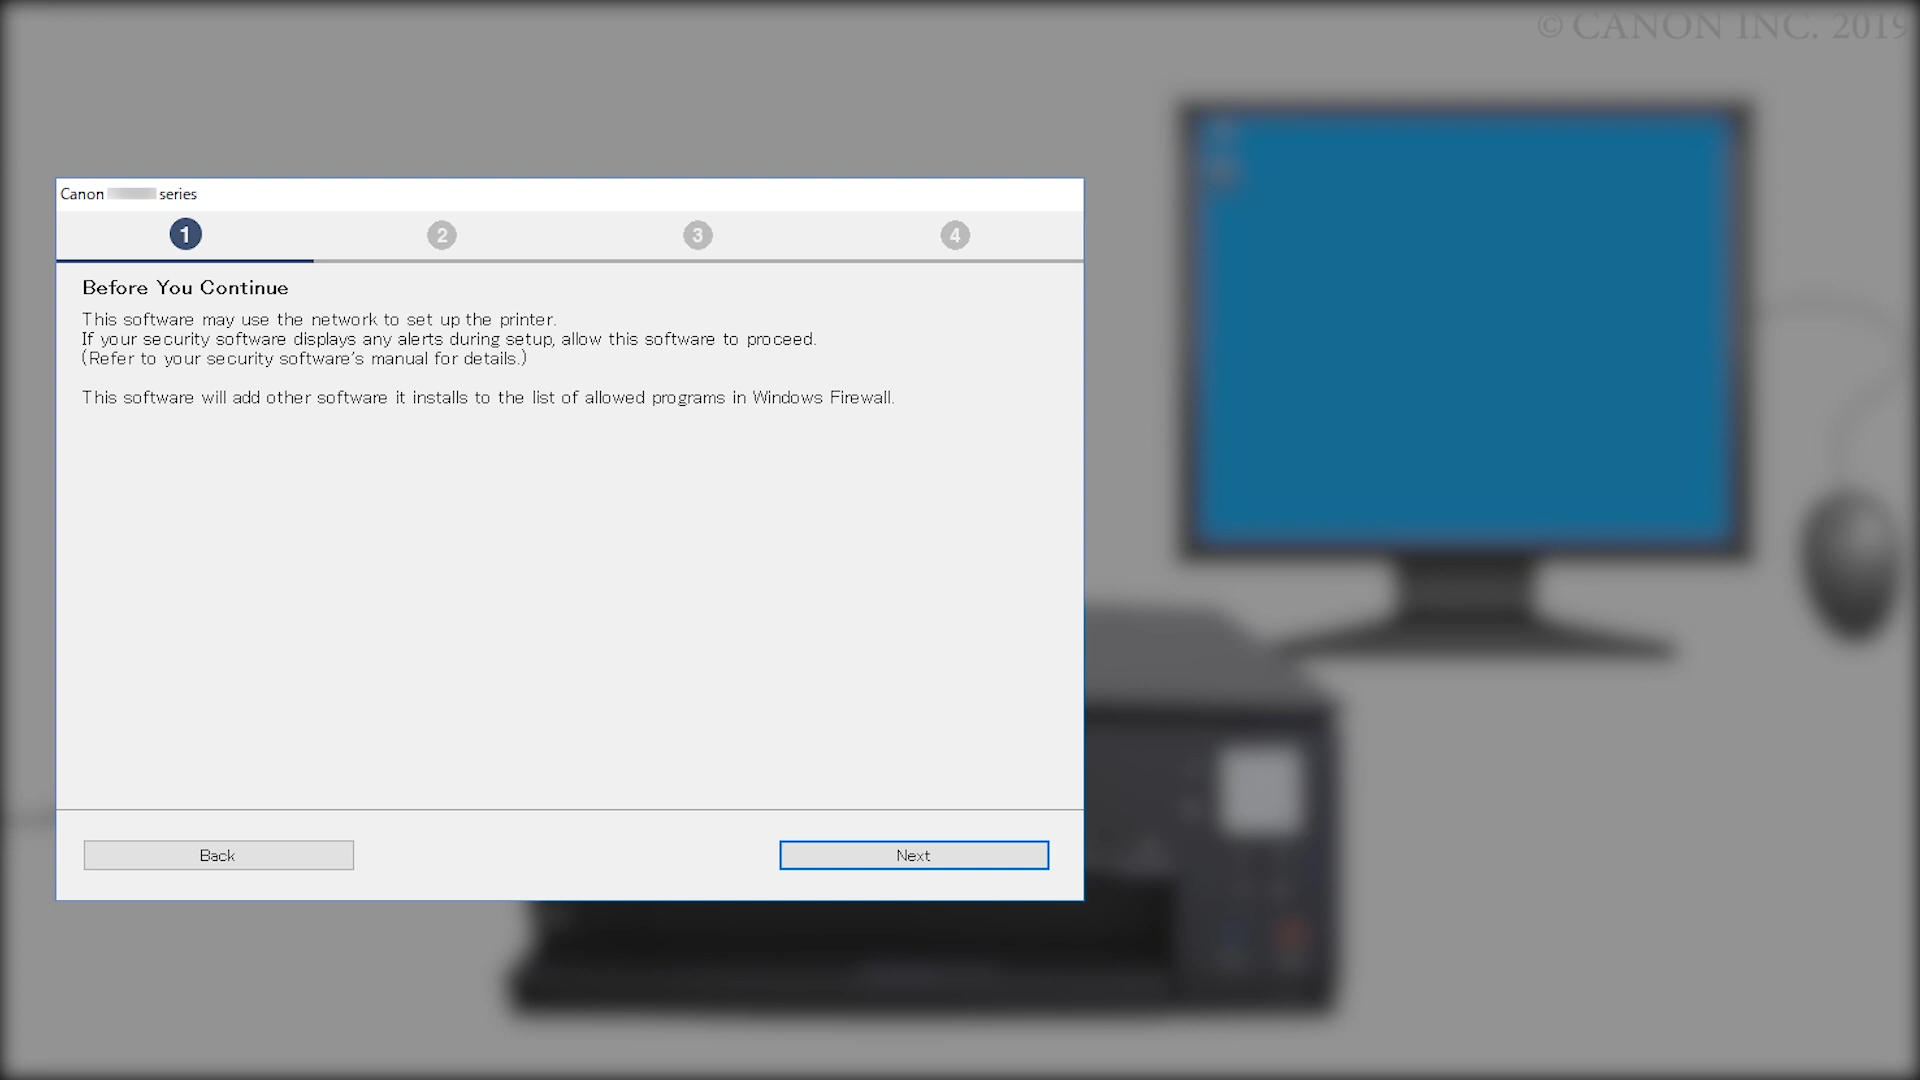 © CANON INC. 2019
Canon series
1 2 3 4
Before You Continue
This software may use the network to set up the printer.
If your security software displays any alerts during setup, allow this software to proceed.
(Refer to your security software's manual for details.)
This software will add other software it installs to the list of allowed programs in Windows Firewall.
Back Next